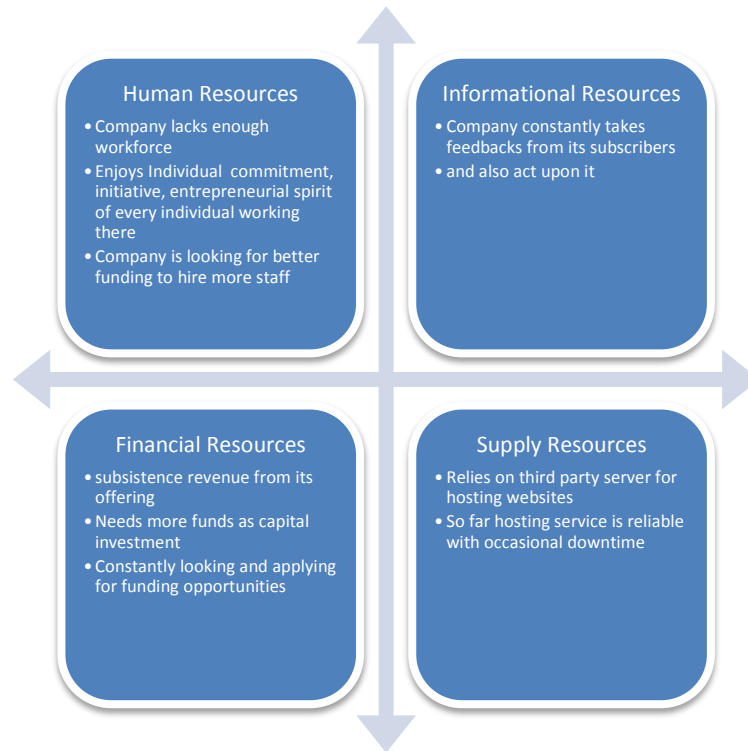 Human Resources
• Company lacks enough
workforce
• Enjoys Individual commitment,
initiative, entrepreneurial spirit
of every individual working
there
• Company is looking for better
funding to hire more staff
Informational Resources
• Company constantly takes
feedbacks from its subscribers
• and also act upon it
Financial Resources
• subsistence revenue from its
offering
• Needs more funds as capital
investment
• Constantly looking and applying
for funding opportunities
Supply Resources
• Relies on third party server for
hosting websites
• So far hosting service is reliable
with occasional downtime